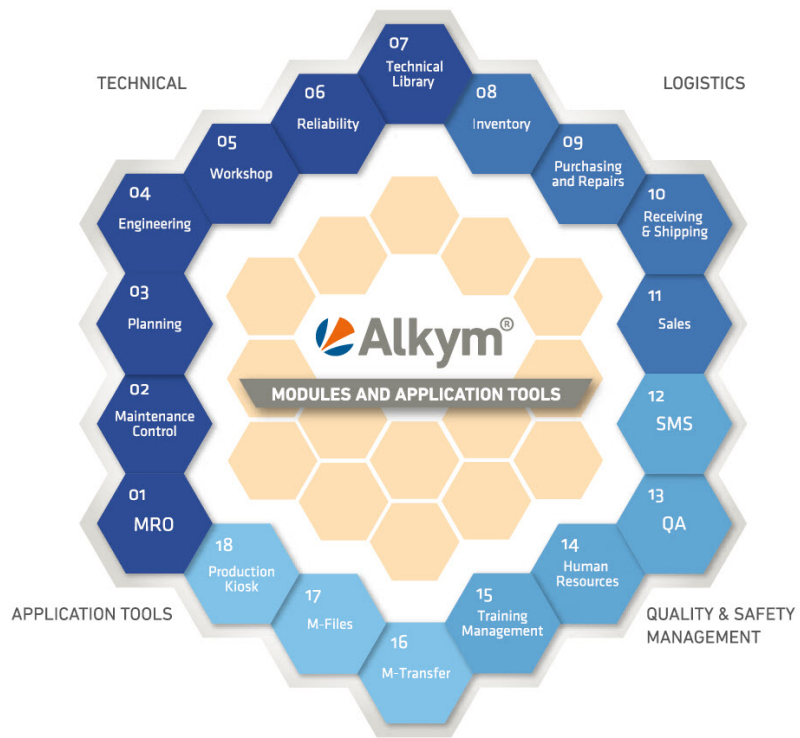 TECHNICAL
LOGISTICS
07
Technical
Library
06
Reliability
08
Inventory
05
Workshop
09
Purchasing
and Repairs
04
Engineering
10
Receiving
& Shipping
03
Planning
11
Sales
Alkym®
MODULES AND APPLICATION TOOLS
02
Maintenance
Control
12
SMS
01
MRO
13
QA
18
Production
Kiosk
14
Human
Resources
17
M-Files
15
Training
Management
16
M-Transfer
APPLICATION TOOLS
QUALITY & SAFETY
MANAGEMENT